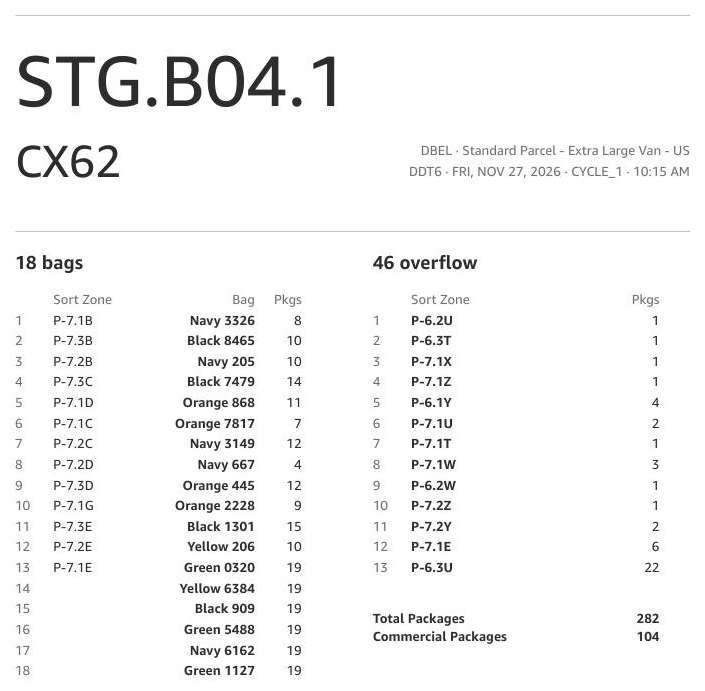 STG.B04.1
CX62
DBEL · Standard Parcel - Extra Large Van - US
DDT6 · FRI, NOV 27, 2026 · CYCLE_1 · 10:15 AM
18 bags
Sort Zone Bag Pkgs
1 P-7.1B Navy 3326 8
2 P-7.3B Black 8465 10
3 P-7.2B Navy 205 10
4 P-7.3C Black 7479 14
5 P-7.1D Orange 868 11
6 P-7.1C Orange 7817 7
7 P-7.2C Navy 3149 12
8 P-7.2D Navy 667 4
9 P-7.3D Orange 445 12
10 P-7.1G Orange 2228 9
11 P-7.3E Black 1301 15
12 P-7.2E Yellow 206 10
13 P-7.1E Green 0320 19
14 Yellow 6384 19
15 Black 909 19
16 Green 5488 19
17 Navy 6162 19
18 Green 1127 19
46 overflow
Sort Zone Pkgs
1 P-6.2U 1
2 P-6.3T 1
3 P-7.1X 1
4 P-7.1Z 1
5 P-6.1Y 4
6 P-7.1U 2
7 P-7.1T 1
8 P-7.1W 3
9 P-6.2W 1
10 P-7.2Z 1
11 P-7.2Y 2
12 P-7.1E 6
13 P-6.3U 22
Total Packages 282
Commercial Packages 104